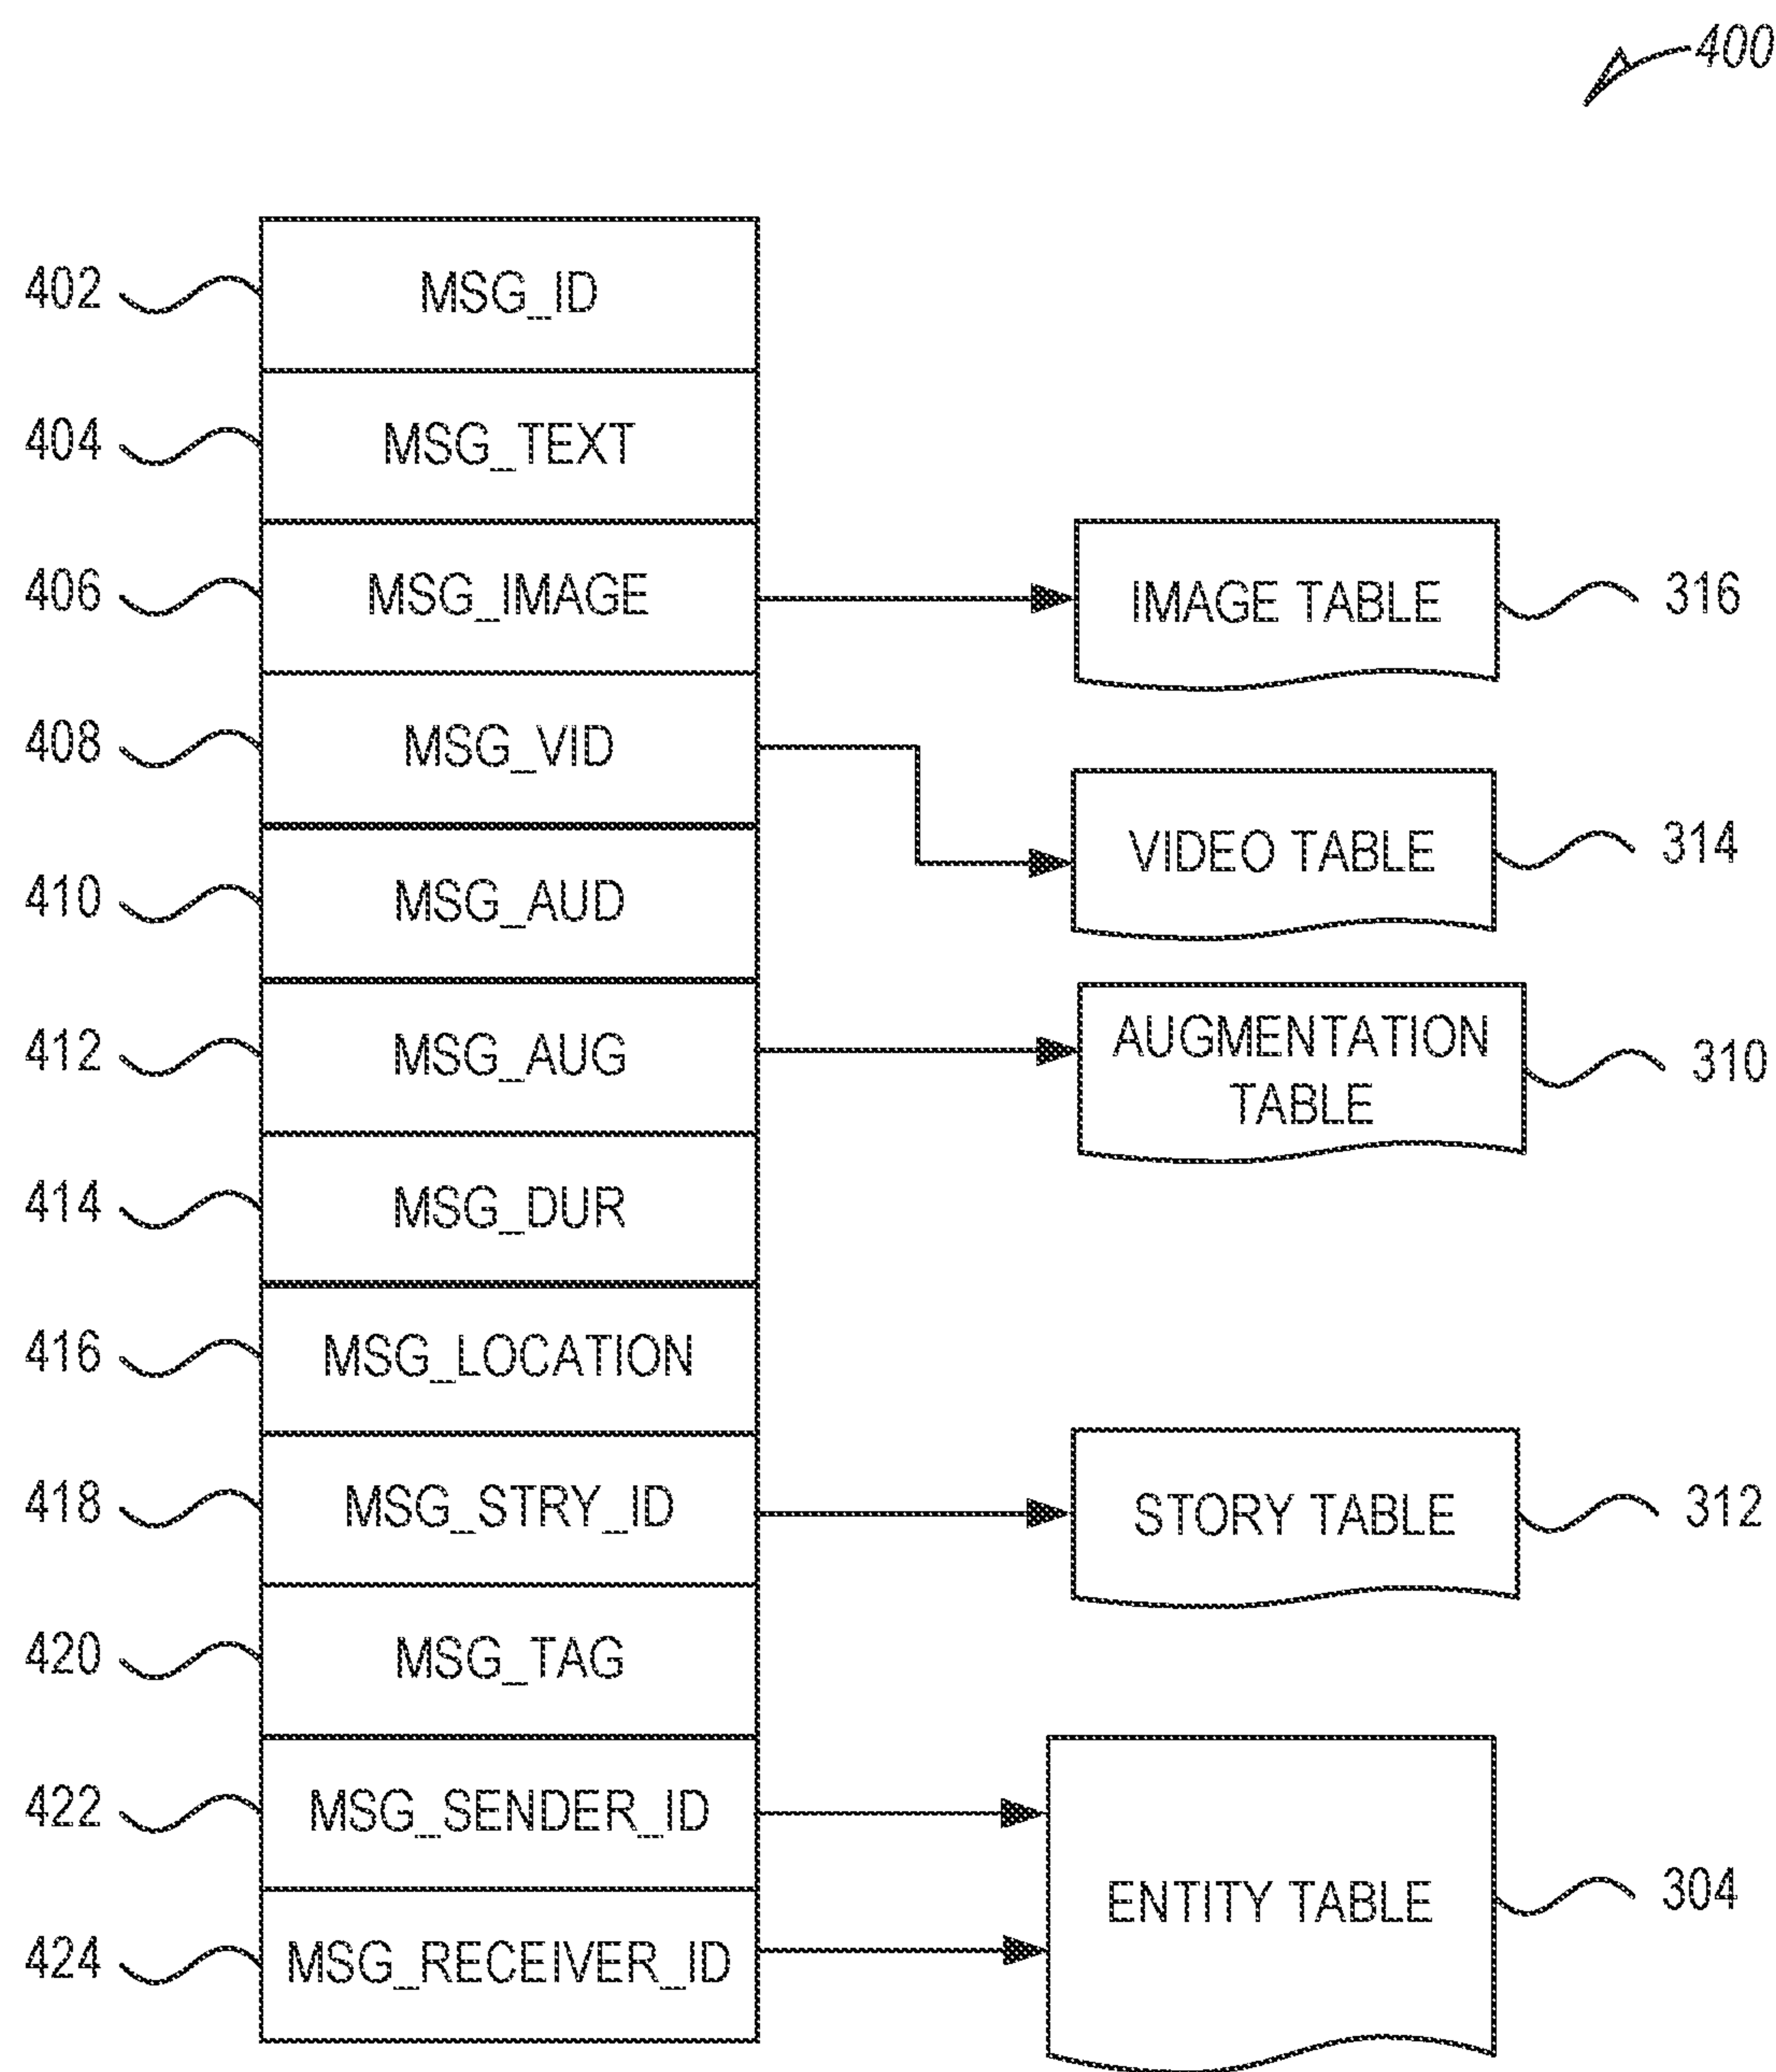 400
402 MSG_ID
404 MSG_TEXT
406 MSG_IMAGE IMAGE TABLE 316
408 MSG_VID
VIDEO TABLE 314
410 MSG_AUD
412 MSG_AUG AUGMENTATION TABLE 310
414 MSG_DUR
416 MSG_LOCATION
418 MSG_STRY_ID STORY TABLE 312
420 MSG_TAG
422 MSG_SENDER_ID
ENTITY TABLE 304
424 MSG_RECEIVER_ID